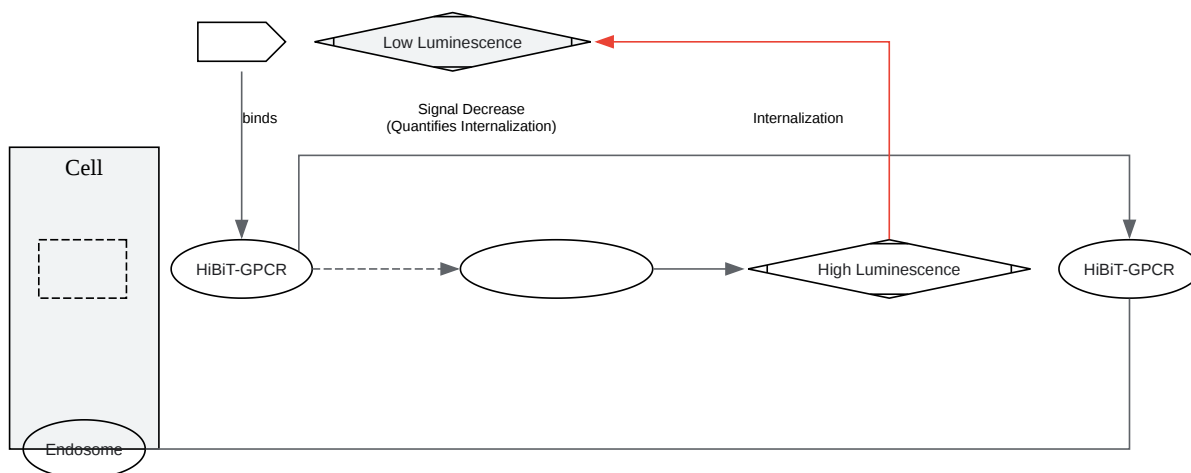 Low Luminescence
binds
Signal Decrease
(Quantifies Internalization)
Internalization
Cell
HiBiT-GPCR
High Luminescence
HiBiT-GPCR
Endosome